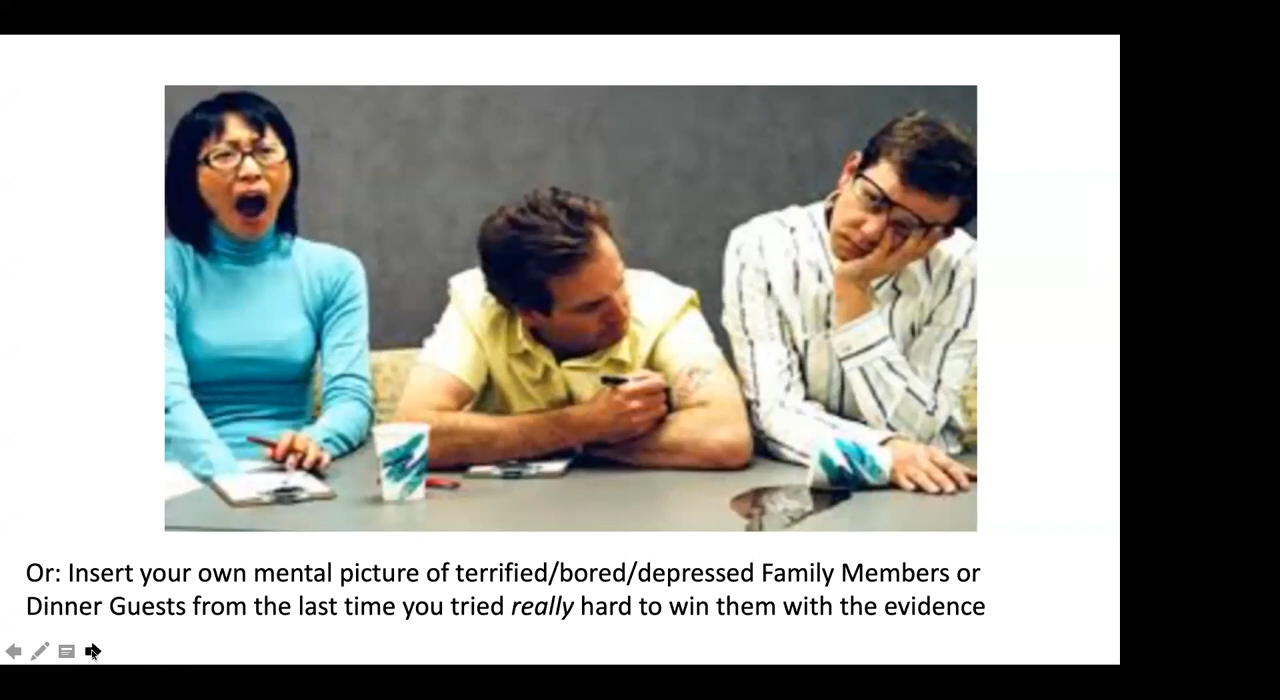 Or: Insert your own mental picture of terrified/bored/depressed Family Members or
Dinner Guests from the last time you tried really hard to win them with the evidence